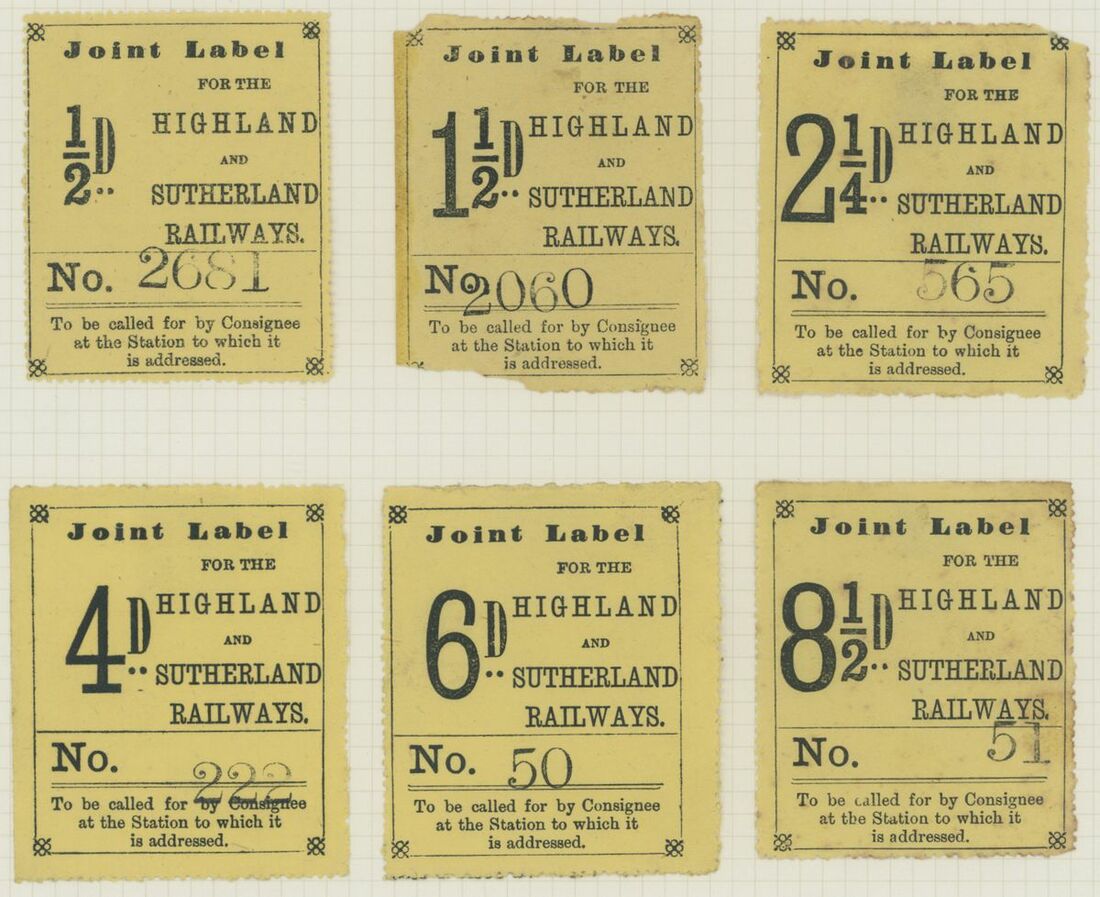 Joint Label
FOR THE
½D..
HIGHLAND
AND
SUTHERLAND
RAILWAYS.
No. 2681
To be called for by Consignee
at the Station to which it
is addressed.
Joint Label
FOR THE
1½D..
HIGHLAND
AND
SUTHERLAND
RAILWAYS.
No. 2060
To be called for by Consignee
at the Station to which it
is addressed.
Joint Label
FOR THE
2¼D..
HIGHLAND
AND
SUTHERLAND
RAILWAYS.
No. 565
To be called for by Consignee
at the Station to which it
is addressed.
Joint Label
FOR THE
4D..
HIGHLAND
AND
SUTHERLAND
RAILWAYS.
No. 222
To be called for by Consignee
at the Station to which it
is addressed.
Joint Label
FOR THE
6D..
HIGHLAND
AND
SUTHERLAND
RAILWAYS.
No. 50
To be called for by Consignee
at the Station to which it
is addressed.
Joint Label
FOR THE
8½D..
HIGHLAND
AND
SUTHERLAND
RAILWAYS.
No. 51
To be called for by Consignee
at the Station to which it
is addressed.